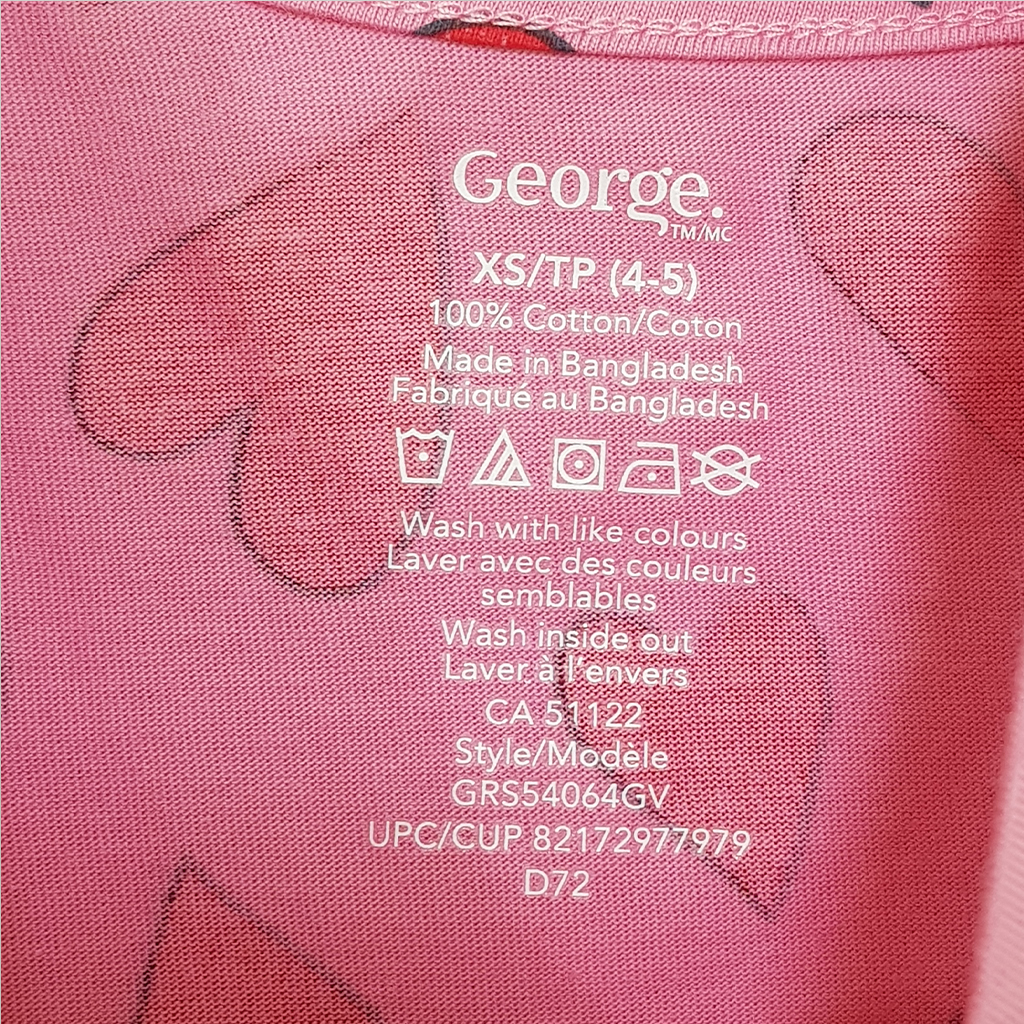 George.
TM/MC
XS/TP (4-5)
100% Cotton/Coton
Made in Bangladesh
Fabriqué au Bangladesh
Wash with like colours
Laver avec des couleurs
semblables
Wash inside out
Laver à l'envers
CA 51122
Style/Modèle
GRS54064GV
UPC/CUP 82172977979
D72